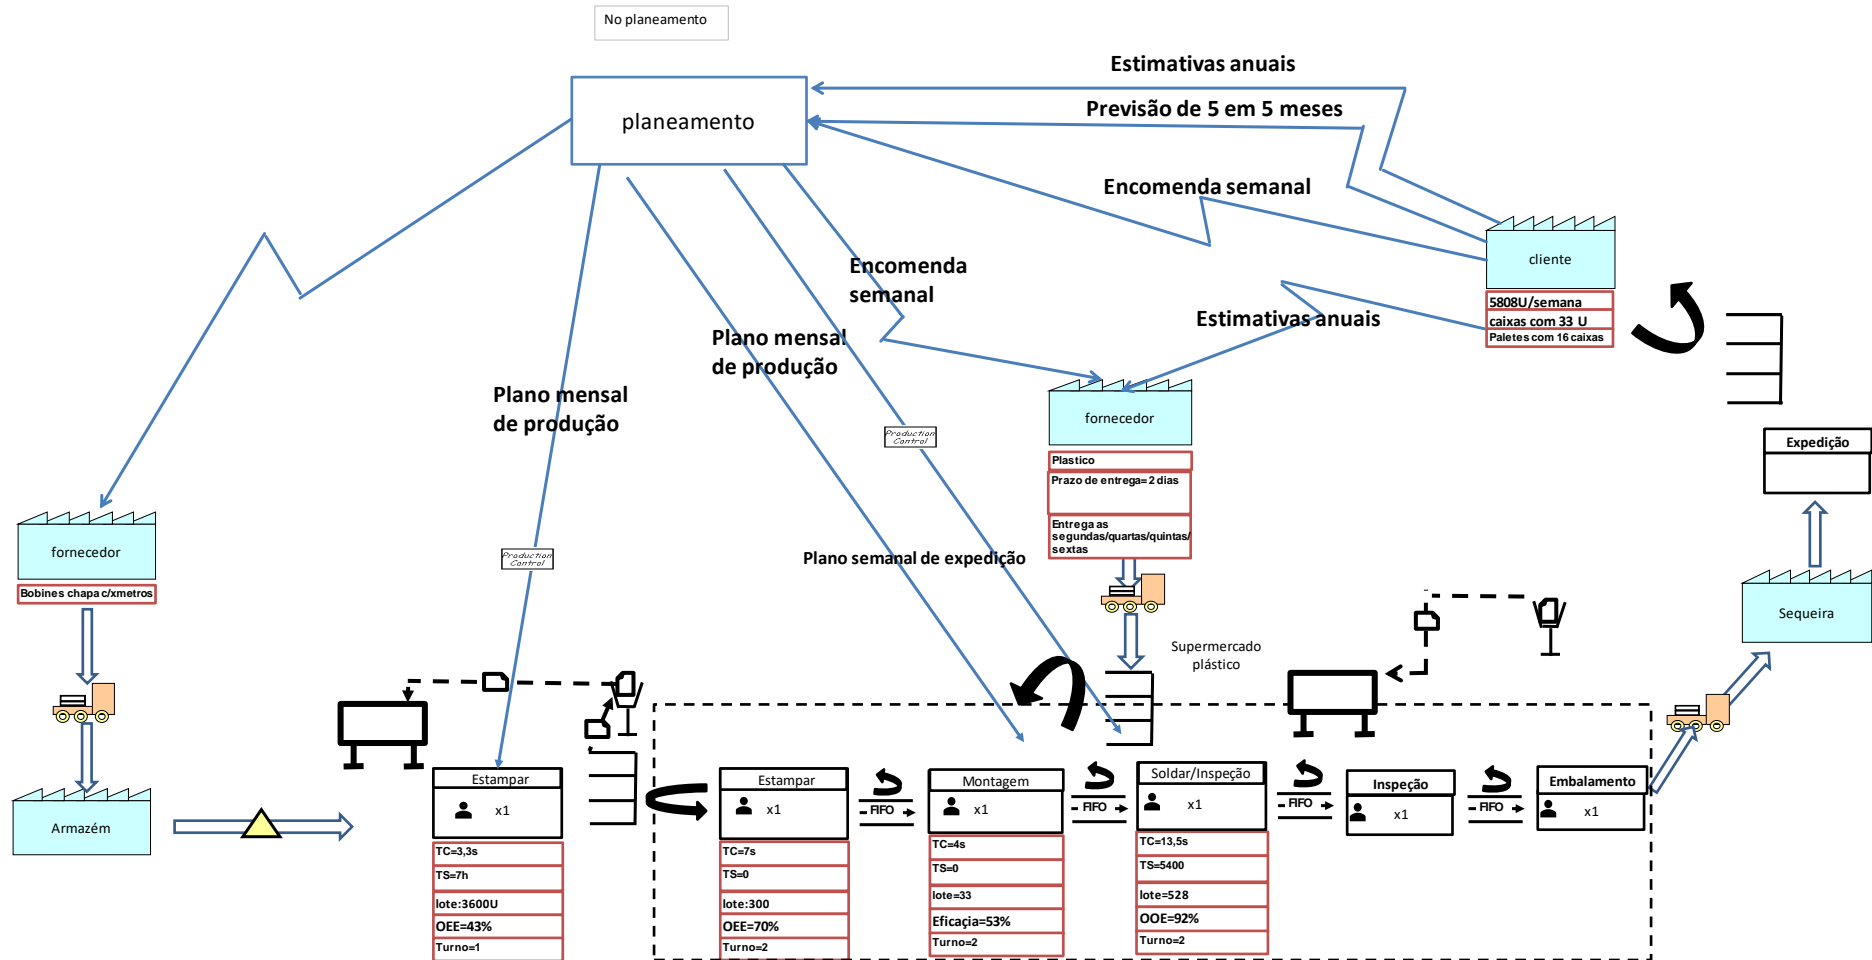 No planeamento
planeamento
Estimativas anuais
Previsão de 5 em 5 meses
Encomenda semanal
cliente
5808U/semana
caixas com 33 U
Paletes com 16 caixas
Encomenda
semanal
Estimativas anuais
Plano mensal
de produção
Plano mensal
de produção
Production
Control
fornecedor
Plastico
Prazo de entrega= 2 dias
Entrega as
segundas/quartas/quintas/
sextas
Expedição
fornecedor
Bobines chapa c/xmetros
Production
Control
Plano semanal de expedição
Sequeira
Supermercado
plástico
Armazém
Estampar
x1
TC=3,3s
TS=7h
lote:3600U
OEE=43%
Turno=1
Estampar
x1
TC=7s
TS=0
lote:300
OEE=70%
Turno=2
FIFO
Montagem
x1
TC=4s
TS=0
lote=33
Eficaçia=53%
Turno=2
FIFO
Soldar/Inspeção
x1
TC=13,5s
TS=5400
lote=528
OOE=92%
Turno=2
FIFO
Inspeção
x1
FIFO
Embalamento
x1